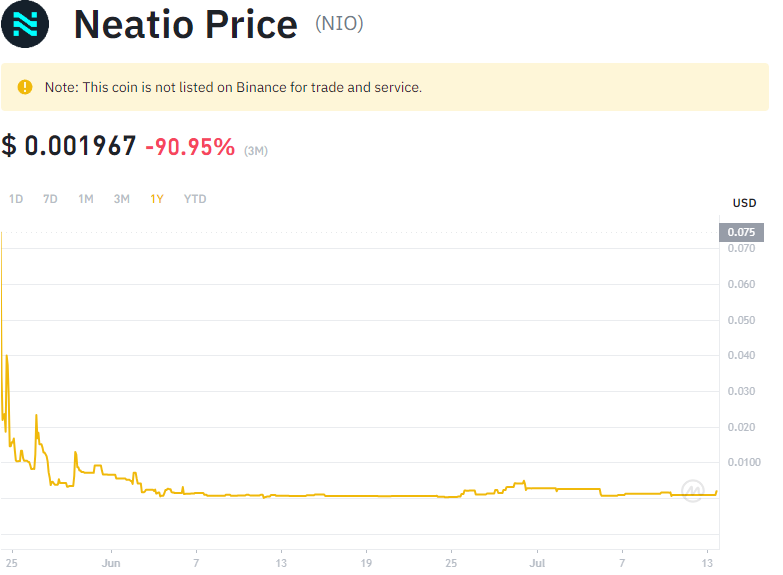 Neatio Price (NIO)
Note: This coin is not listed on Binance for trade and service.
$ 0.001967 -90.95% (3M)
1D 7D 1M 3M 1Y YTD
USD
0.075
0.070
0.060
0.050
0.040
0.030
0.020
0.0100
25 Jun 7 13 19 25 Jul 7 13